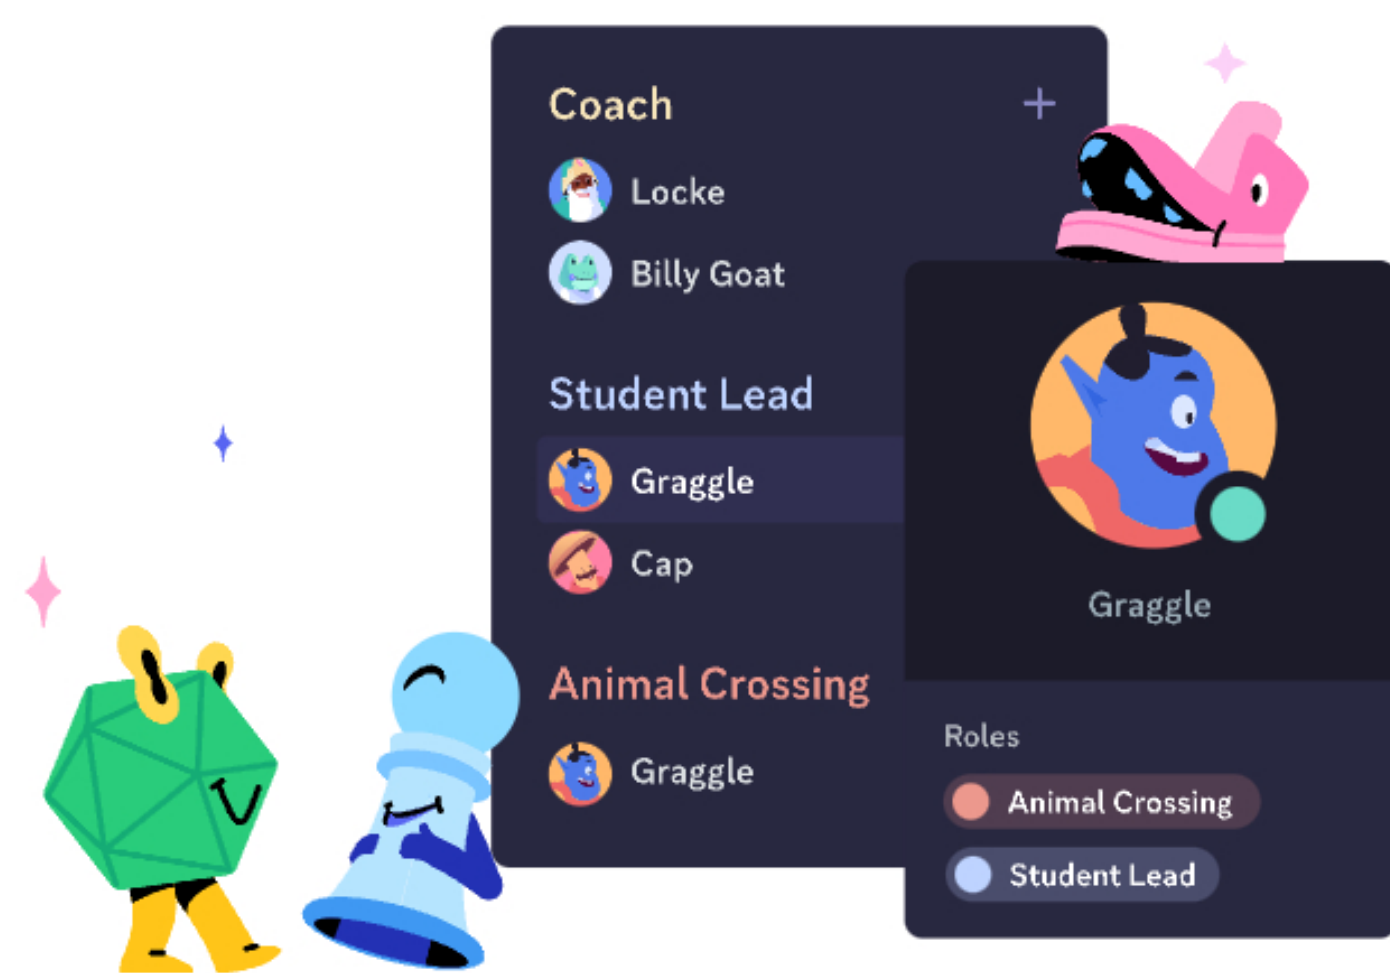 Coach
Locke
Billy Goat
Student Lead
Graggle
Cap
Animal Crossing
Graggle
Graggle
Roles
Animal Crossing
Student Lead